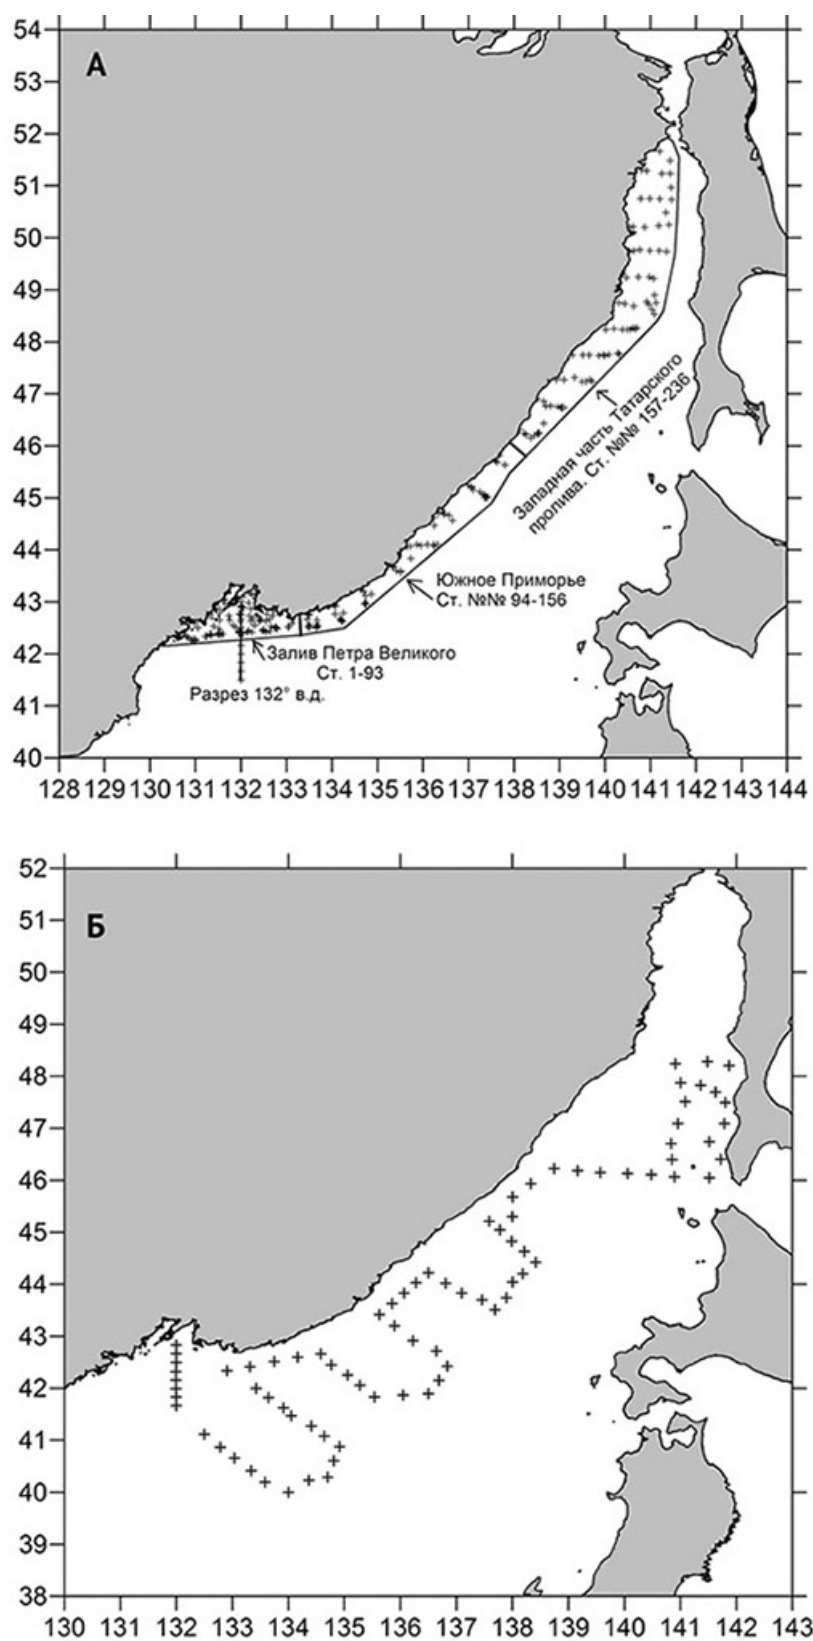 А
54
53
52
51
50
49
48
47
46
45
44
43
42
41
40
Западная часть Татарского
пролива. Ст. №№ 157-236
Южное Приморье
Ст. №№ 94-156
Залив Петра Великого
Ст. 1-93
Разрез 132° в.д.
128 129 130 131 132 133 134 135 136 137 138 139 140 141 142 143 144
Б
52
51
50
49
48
47
46
45
44
43
42
41
40
39
38
130 131 132 133 134 135 136 137 138 139 140 141 142 143